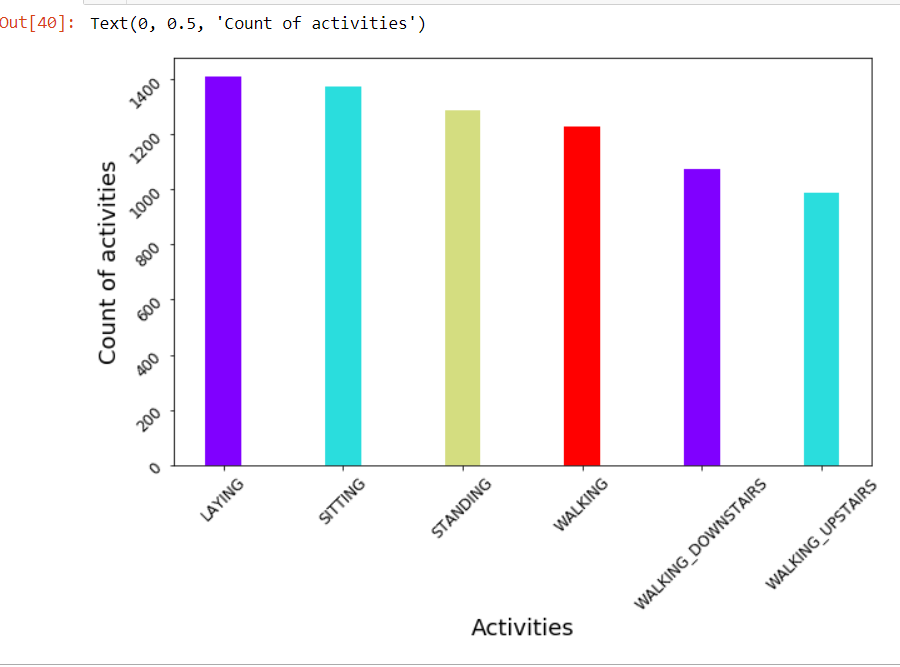 Out[40]: Text(0, 0.5, 'Count of activities')
Count of activities
1400
1200
1000
800
600
400
200
0
LAYING
SITTING
STANDING
WALKING
WALKING_DOWNSTAIRS
WALKING_UPSTAIRS
Activities